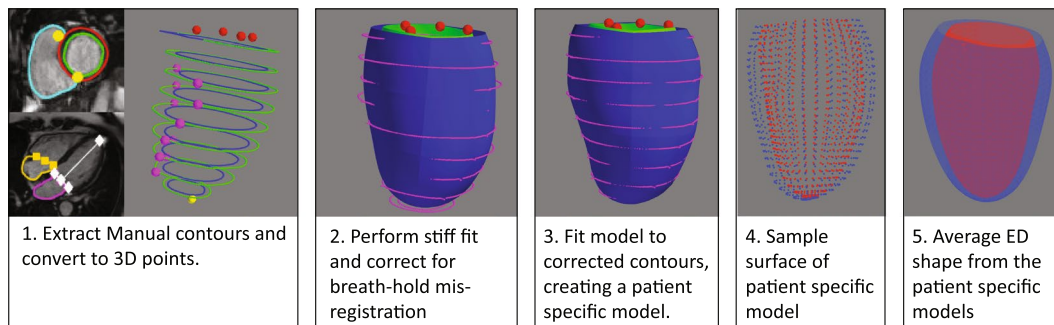 1. Extract Manual contours and
convert to 3D points.
2. Perform stiff fit
and correct for
breath-hold mis-
registration
3. Fit model to
corrected contours,
creating a patient
specific model.
4. Sample
surface of
patient specific
model
5. Average ED
shape from the
patient specific
models